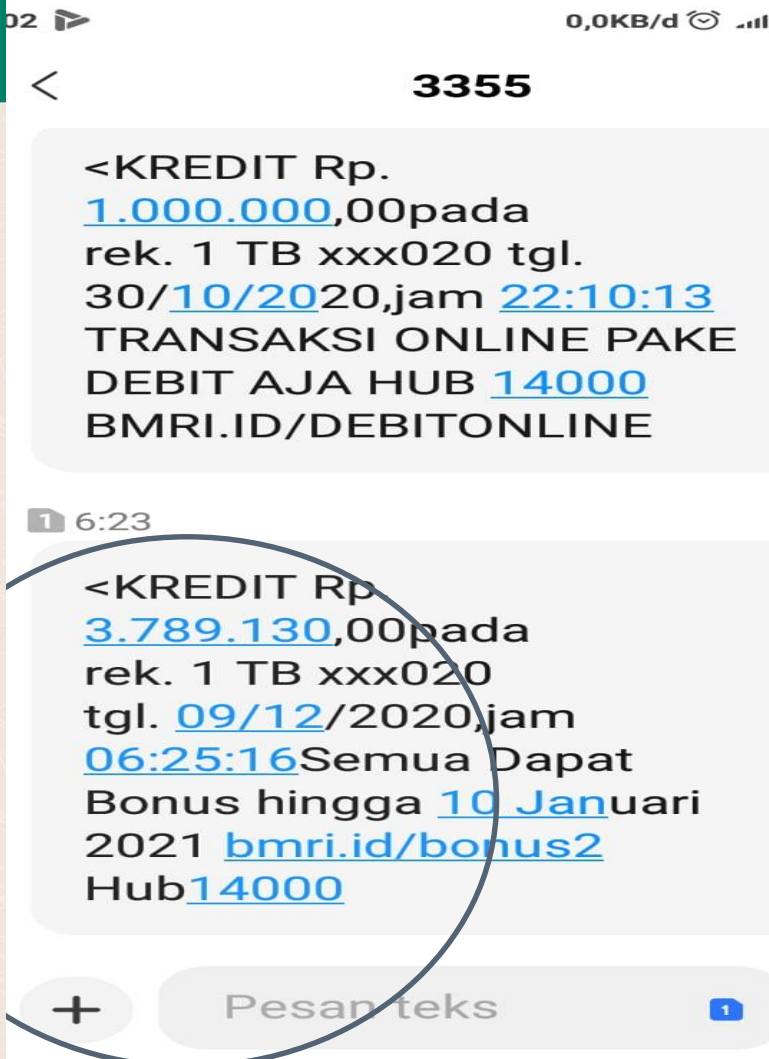 02
0,0KB/d
3355
<KREDIT Rp.
1.000.000,00pada
rek. 1 TB xxx020 tgl.
30/10/2020,jam 22:10:13
TRANSAKSI ONLINE PAKE
DEBIT AJA HUB 14000
BMRI.ID/DEBITONLINE
1 6:23
<KREDIT Rp.
3.789.130,00pada
rek. 1 TB xxx020
tgl. 09/12/2020,jam
06:25:16Semua Dapat
Bonus hingga 10 Januari
2021 bmri.id/bonus2
Hub14000
Pesan teks
1